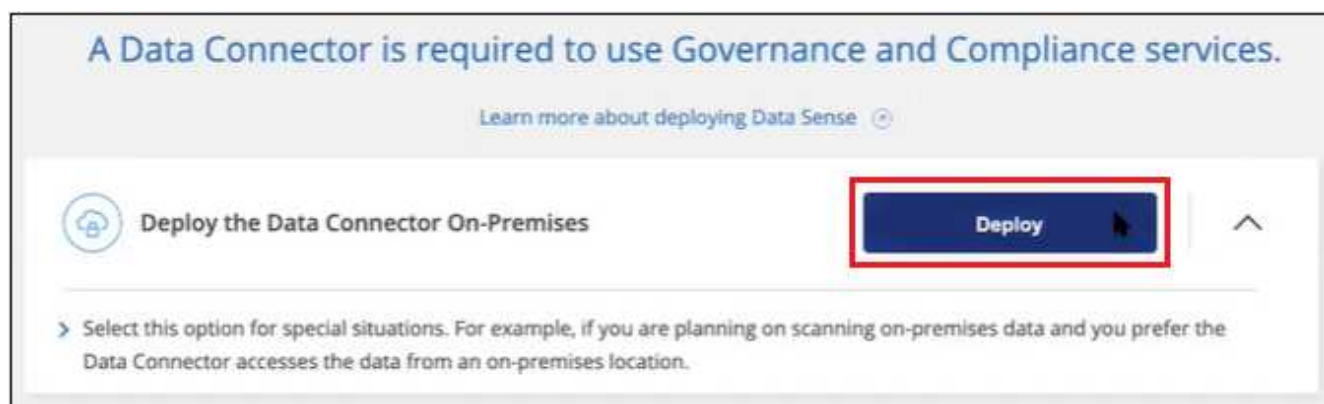 A Data Connector is required to use Governance and Compliance services.
Learn more about deploying Data Sense
Deploy the Data Connector On-Premises
Deploy
Select this option for special situations. For example, if you are planning on scanning on-premises data and you prefer the
Data Connector accesses the data from an on-premises location.